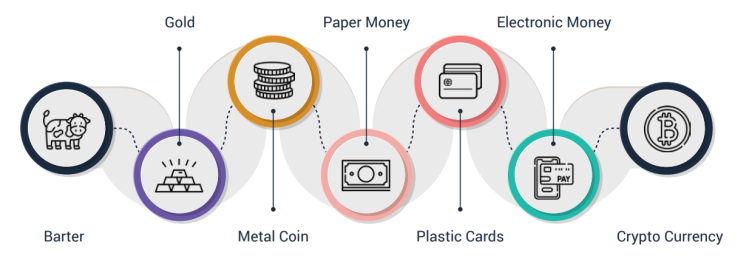 Gold
Paper Money
Electronic Money
PAY
Barter
Metal Coin
Plastic Cards
Crypto Currency